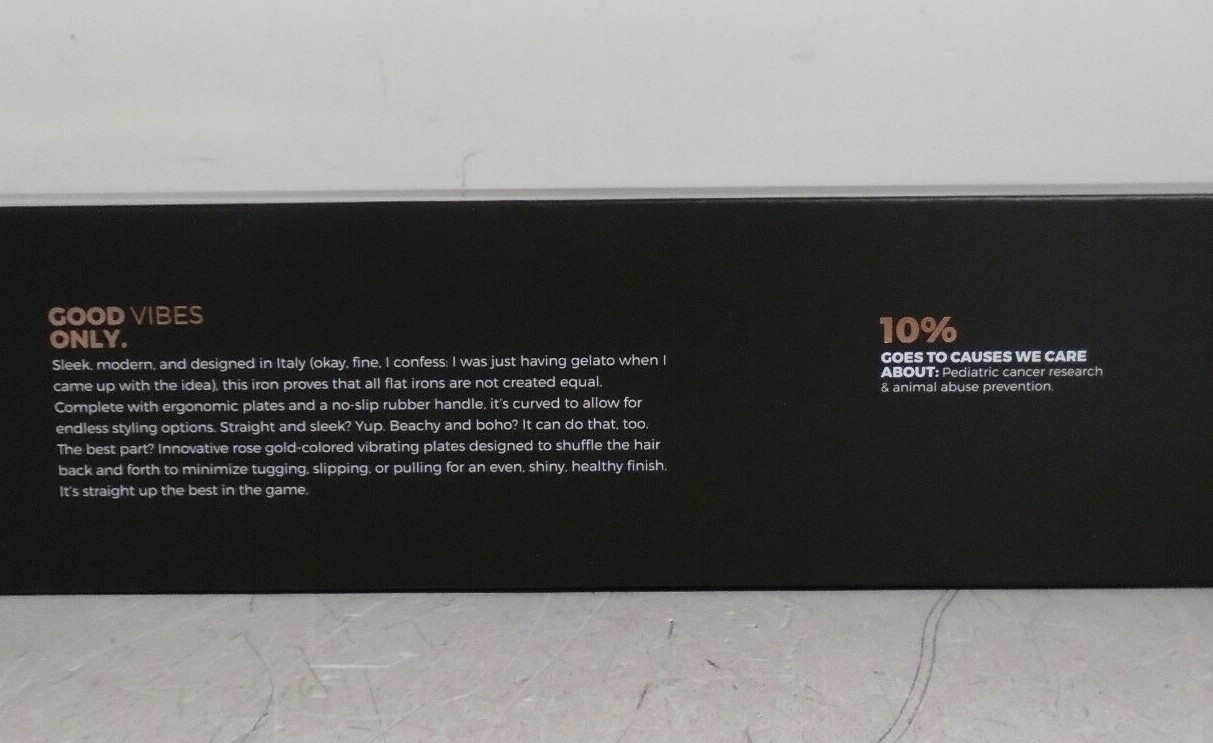 GOOD VIBES
ONLY.
Sleek, modern, and designed in Italy (okay, fine, I confess: I was just having gelato when I
came up with the idea), this iron proves that all flat irons are not created equal.
Complete with ergonomic plates and a no-slip rubber handle, it's curved to allow for
endless styling options. Straight and sleek? Yup. Beachy and boho? It can do that, too.
The best part? Innovative rose gold-colored vibrating plates designed to shuffle the hair
back and forth to minimize tugging, slipping, or pulling for an even, shiny, healthy finish.
It's straight up the best in the game.
10%
GOES TO CAUSES WE CARE
ABOUT: Pediatric cancer research
& animal abuse prevention.